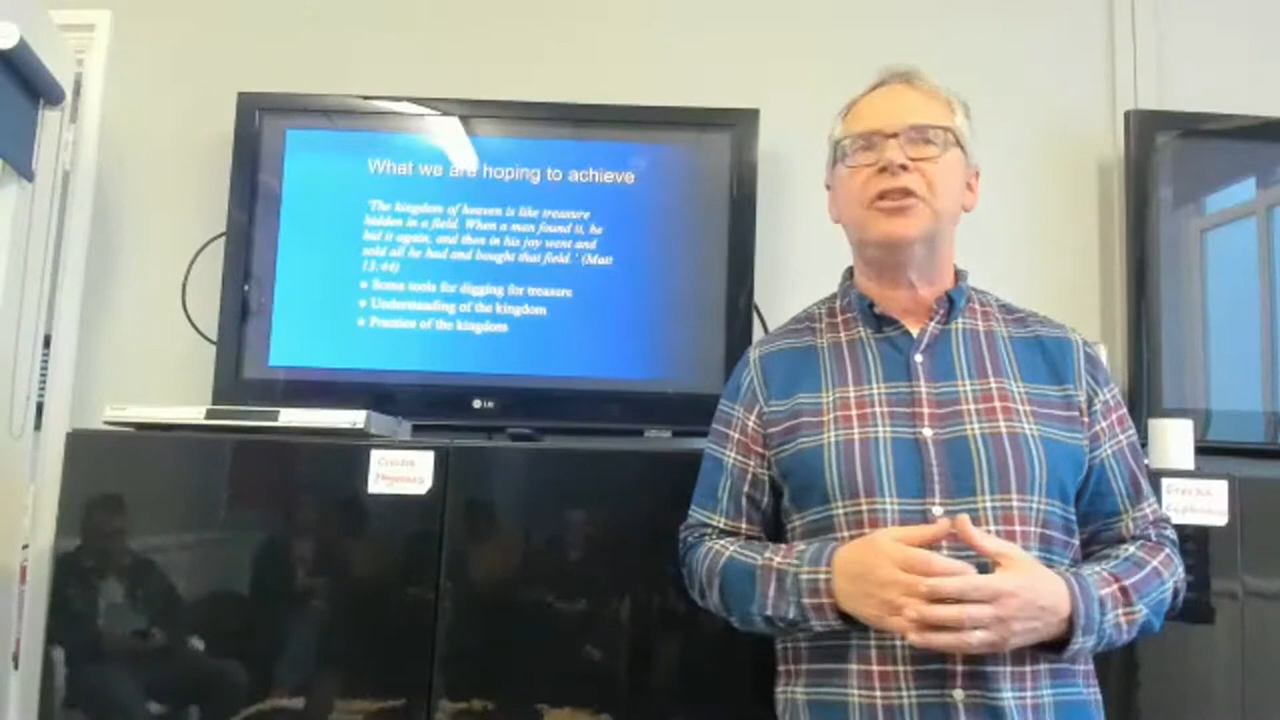 What we are hoping to achieve
'The kingdom of heaven is like treasure
hidden in a field. When a man found it, he
hid it again, and then in his joy went and
sold all he had and bought that field.' (Matt
13:44)
Some tools for digging for treasure
Understanding of the kingdom
Practice of the kingdom
LG